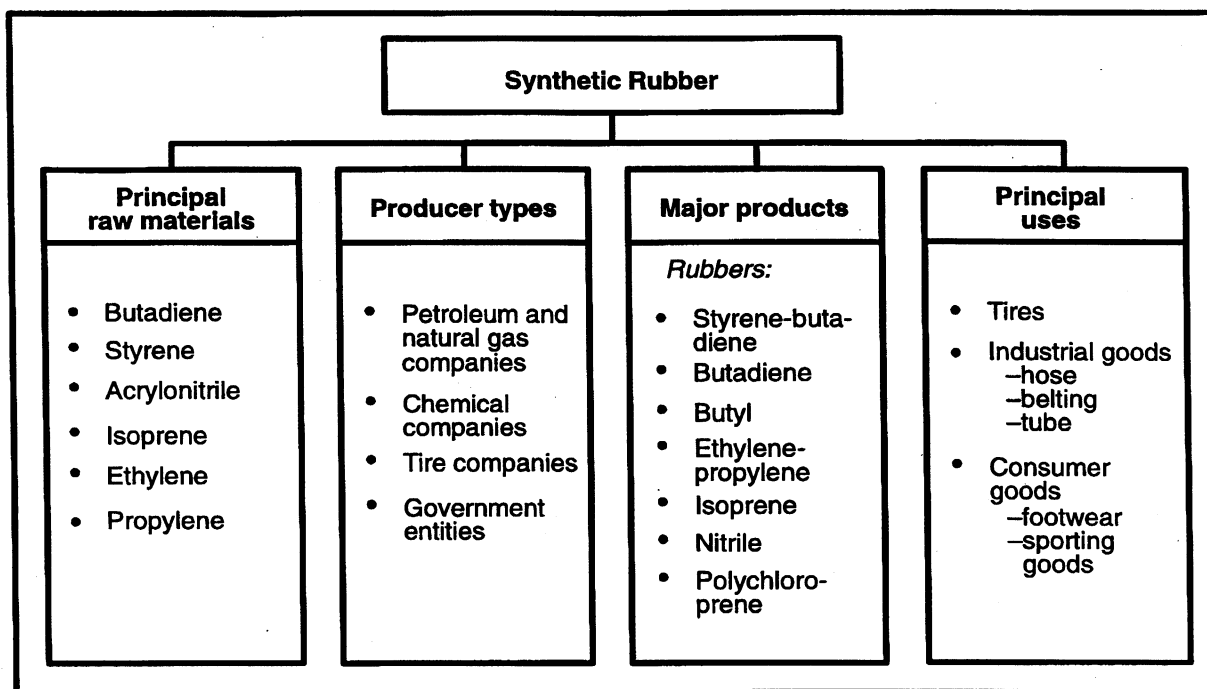 Synthetic Rubber
Principal
raw materials
• Butadiene
• Styrene
• Acrylonitrile
• Isoprene
• Ethylene
• Propylene
Producer types
• Petroleum and
natural gas
companies
• Chemical
companies
• Tire companies
• Government
entities
Major products
Rubbers:
• Styrene-buta-
diene
• Butadiene
• Butyl
• Ethylene-
propylene
• Isoprene
• Nitrile
• Polychloro-
prene
Principal
uses
• Tires
• Industrial goods
–hose
–belting
–tube
• Consumer
goods
–footwear
–sporting
goods